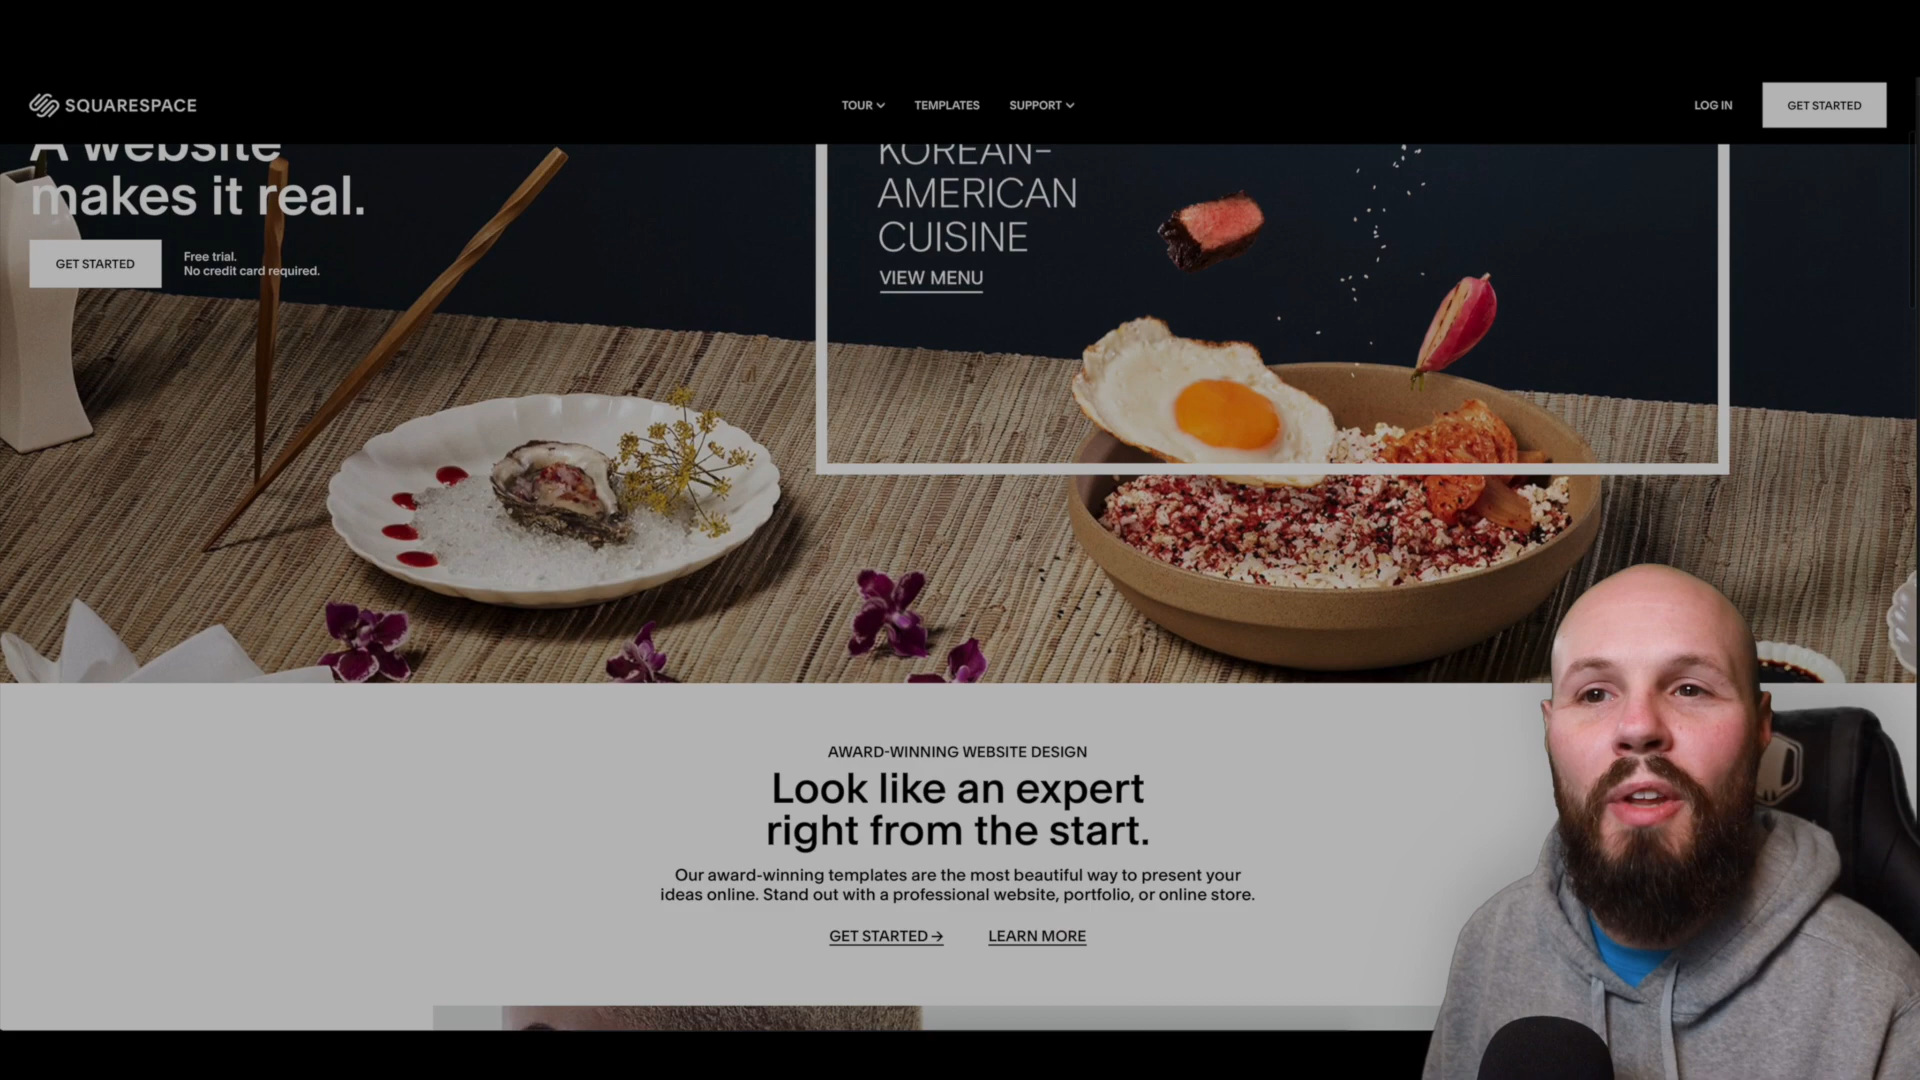 SQUARESPACE
TOUR
TEMPLATES
SUPPORT
LOG IN
GET STARTED
A website
makes it real.
GET STARTED
Free trial.
No credit card required.
KOREAN-
AMERICAN
CUISINE
VIEW MENU
AWARD-WINNING WEBSITE DESIGN
Look like an expert
right from the start.
Our award-winning templates are the most beautiful way to present your
ideas online. Stand out with a professional website, portfolio, or online store.
GET STARTED →
LEARN MORE